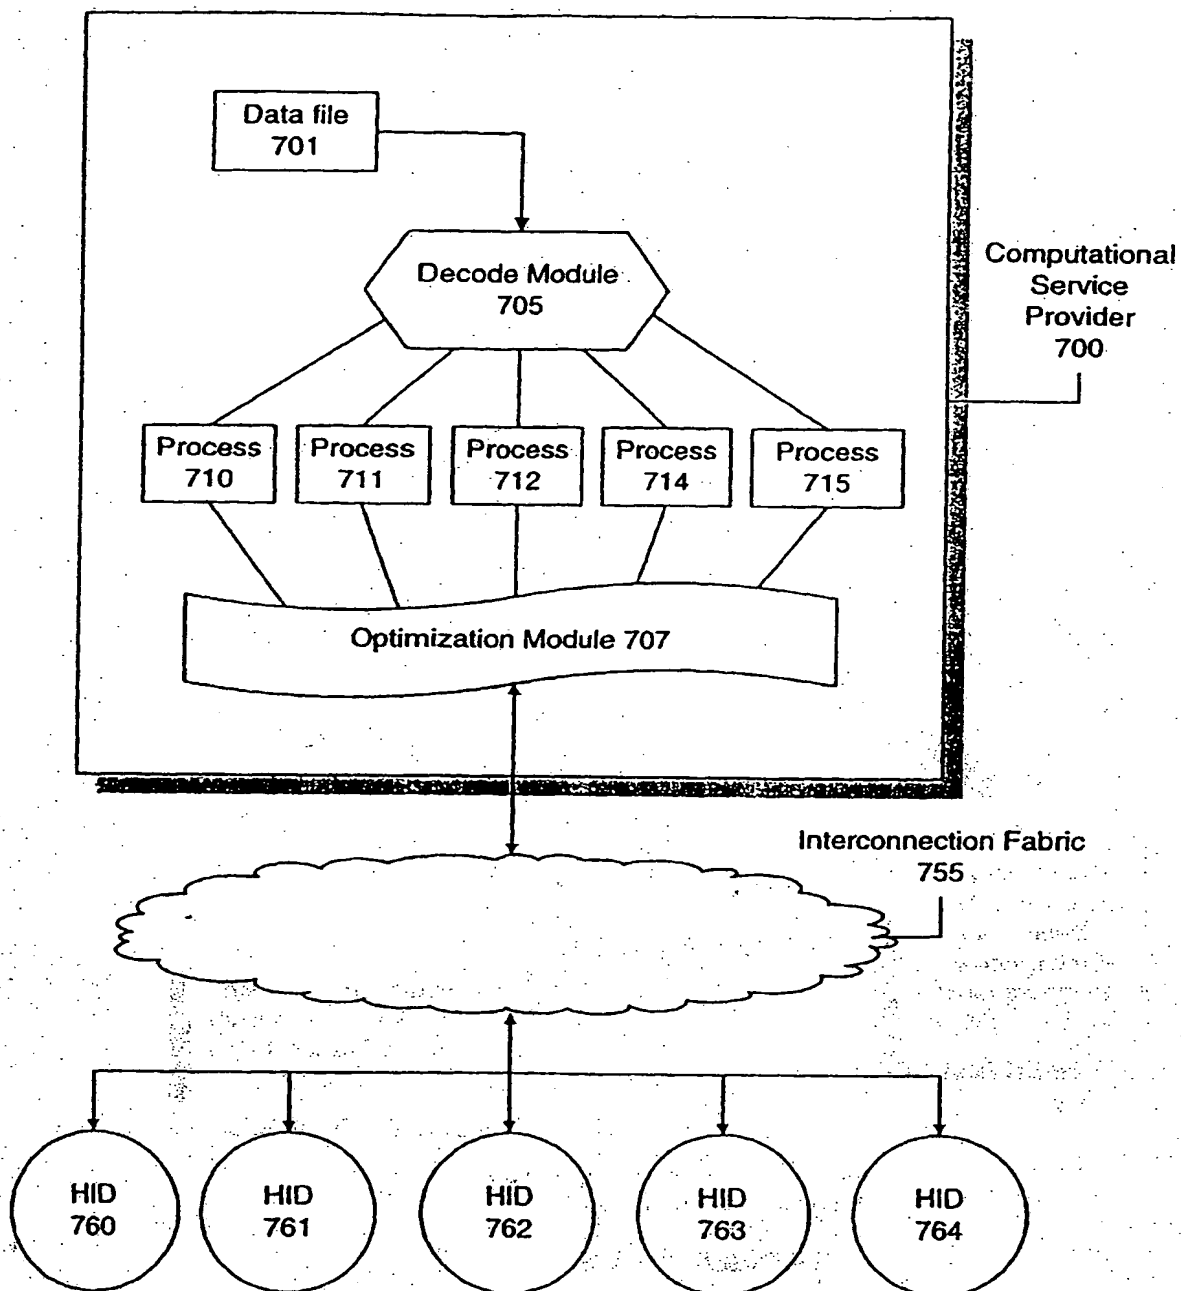 Data file
701
Decode Module
705
Computational
Service
Provider
700
Process
710
Process
711
Process
712
Process
714
Process
715
Optimization Module 707
Interconnection Fabric
755
HID
760
HID
761
HID
762
HID
763
HID
764